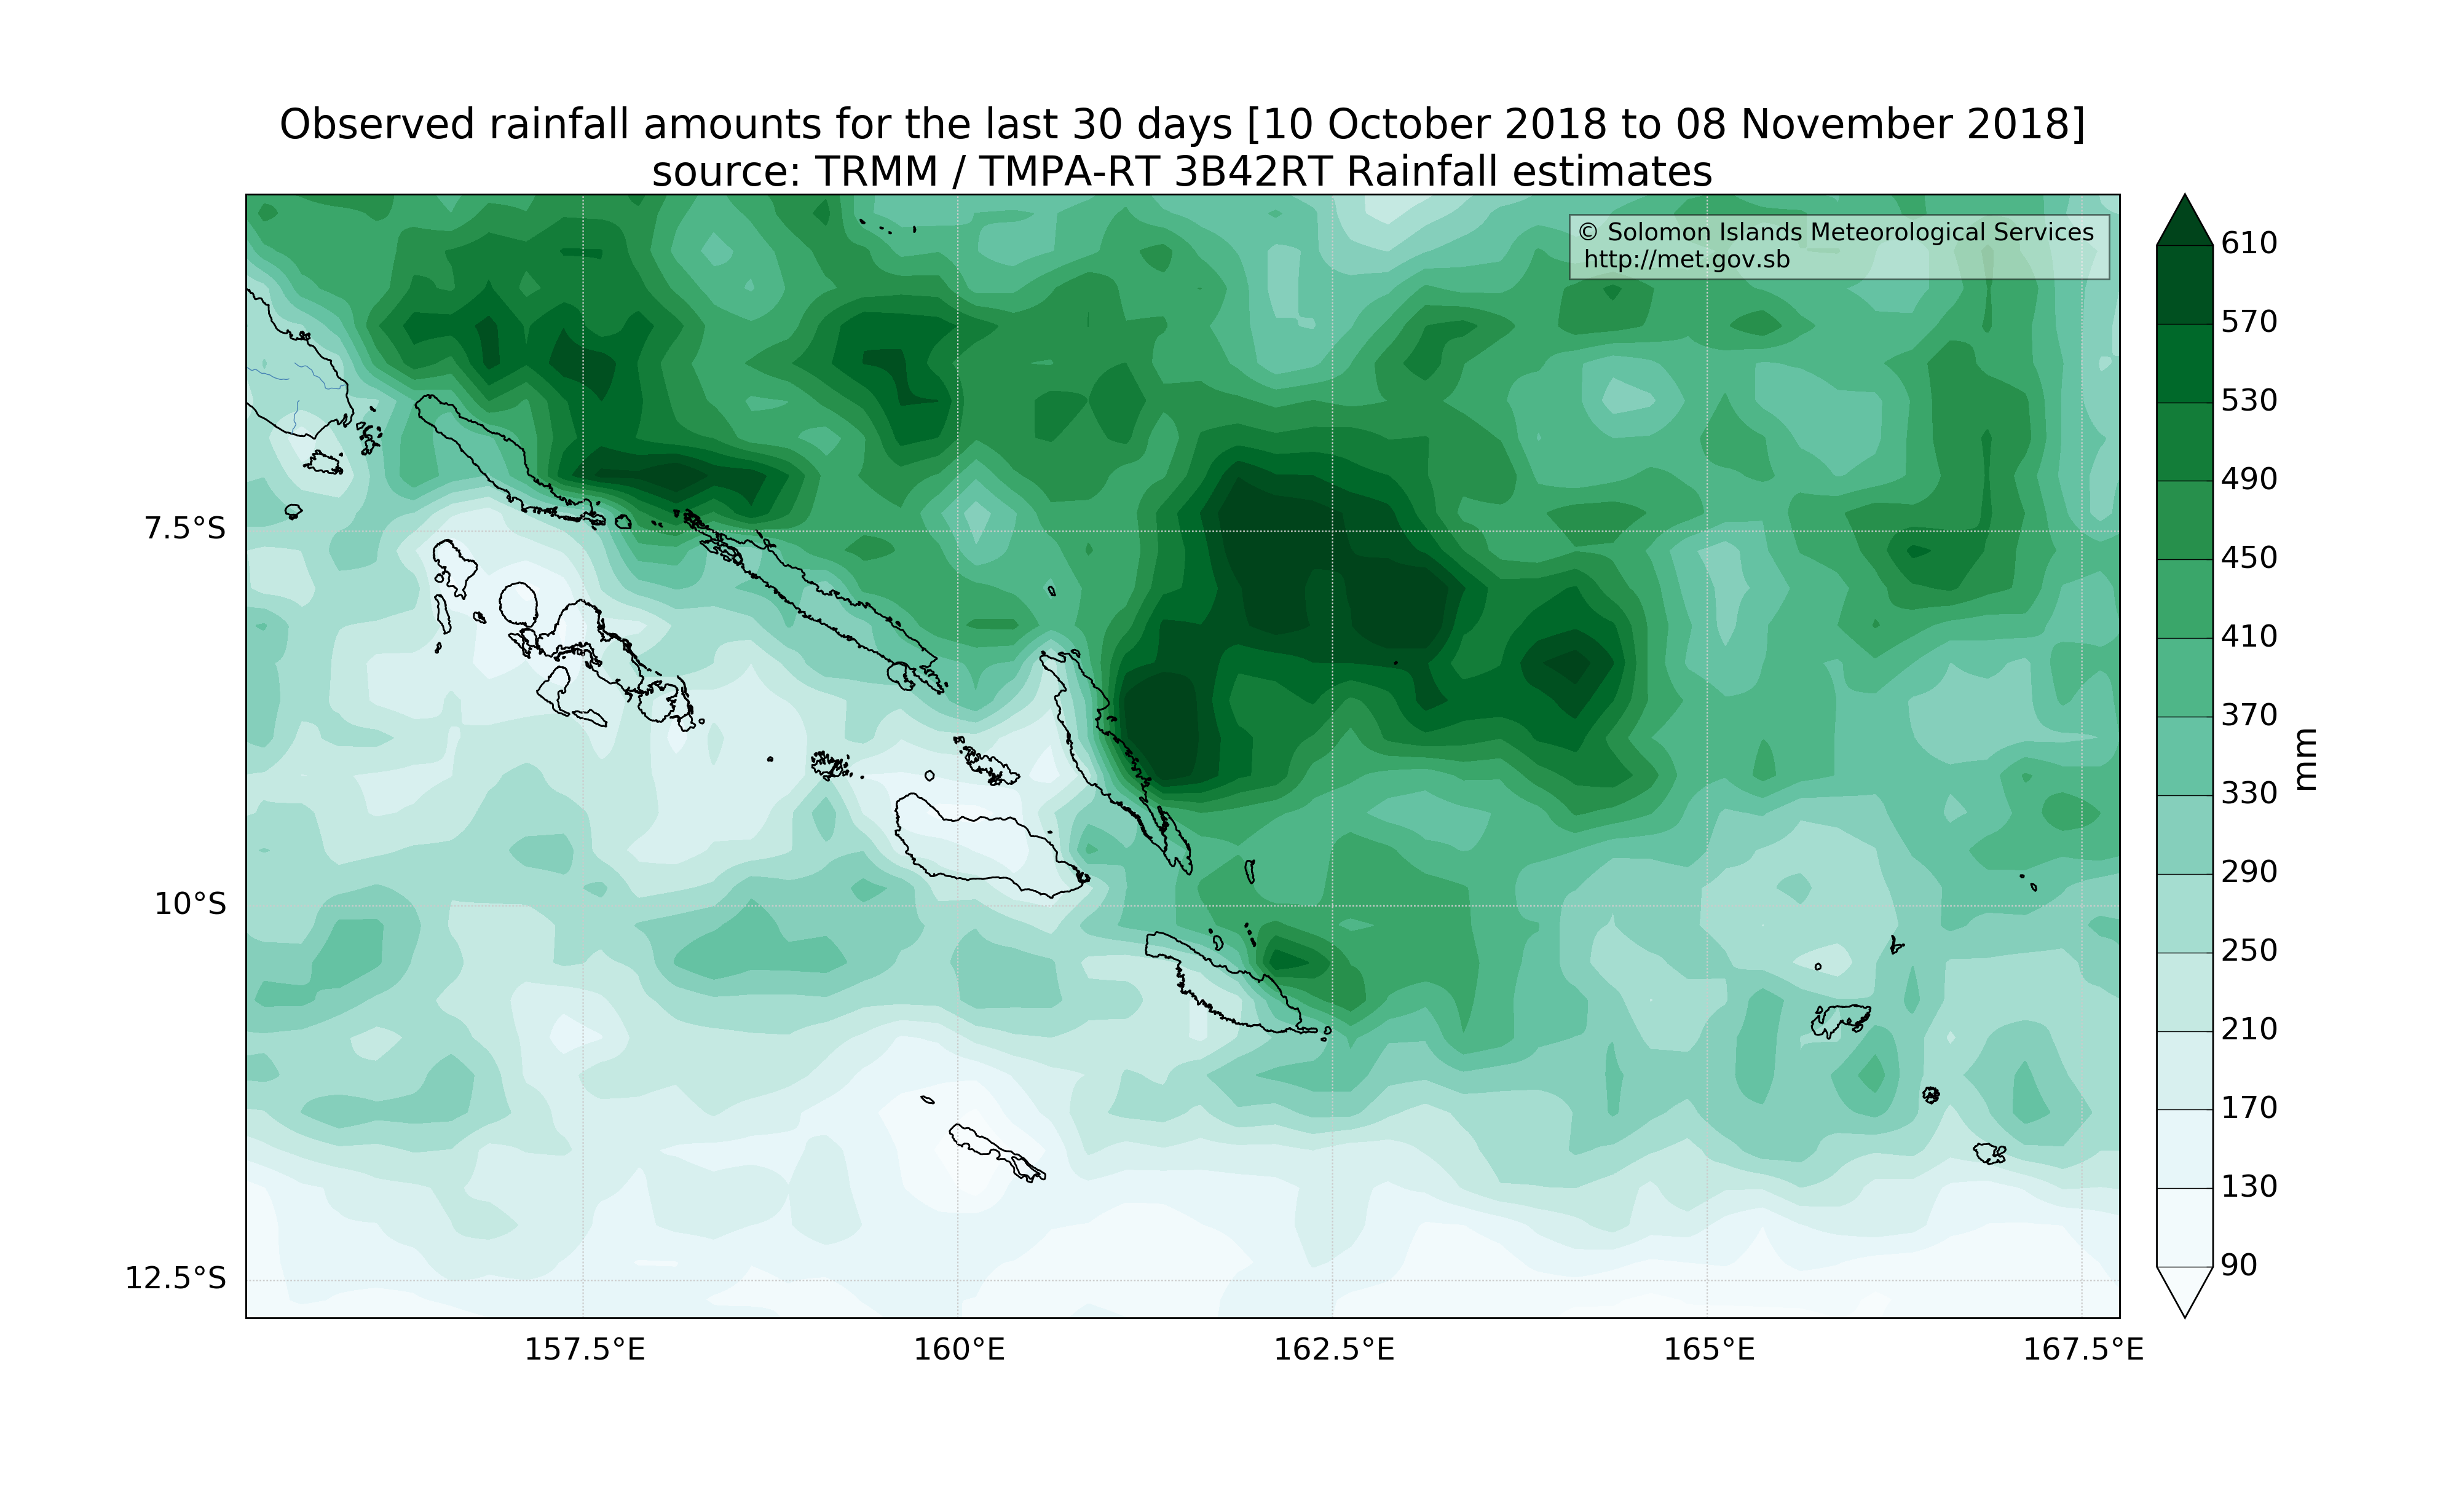 Observed rainfall amounts for the last 30 days [10 October 2018 to 08 November 2018]
source: TRMM / TMPA-RT 3B42RT Rainfall estimates
© Solomon Islands Meteorological Services
http://met.gov.sb
7.5°S
10°S
12.5°S
157.5°E
160°E
162.5°E
165°E
167.5°E
610
570
530
490
450
410
370
330
290
250
210
170
130
90
mm